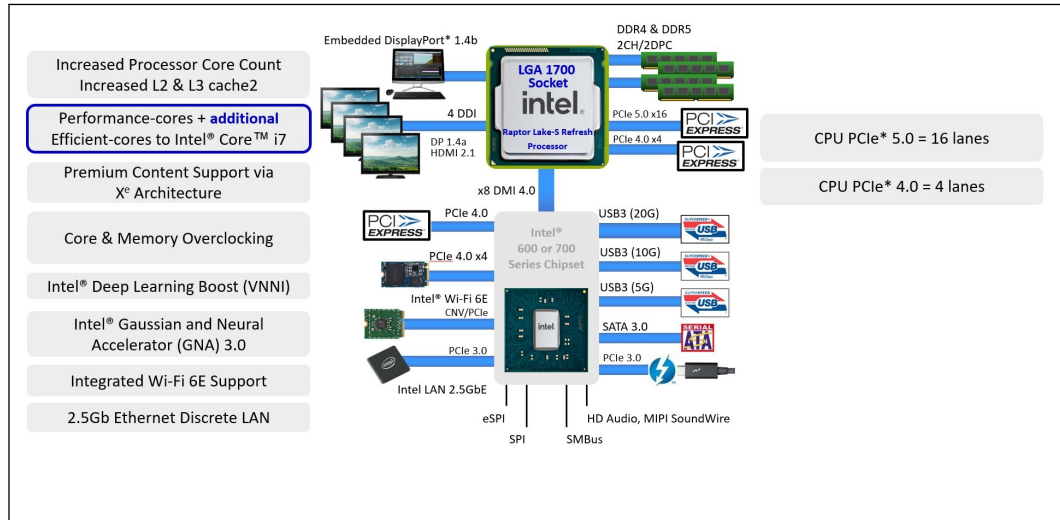 Increased Processor Core Count
Increased L2 & L3 cache2
Performance-cores + additional
Efficient-cores to Intel® Core™ i7
Premium Content Support via
Xᵉ Architecture
Core & Memory Overclocking
Intel® Deep Learning Boost (VNNI)
Intel® Gaussian and Neural
Accelerator (GNA) 3.0
Integrated Wi-Fi 6E Support
2.5Gb Ethernet Discrete LAN
Embedded DisplayPort* 1.4b
4 DDI
DP 1.4a
HDMI 2.1
LGA 1700
Socket
intel.
Raptor Lake-S Refresh
Processor
DDR4 & DDR5
2CH/2DPC
PCIe 5.0 x16
PCI
EXPRESS®
PCIe 4.0 x4
PCI
EXPRESS®
x8 DMI 4.0
PCIe 4.0
PCI
EXPRESS®
PCIe 4.0 x4
Intel® Wi-Fi 6E
CNV/PCIe
PCIe 3.0
intel
Intel LAN 2.5GbE
Intel®
600 or 700
Series Chipset
intel
USB3 (20G)
SUPERSPEED+
USB
USB3 (10G)
SUPERSPEED+
USB
USB3 (5G)
SUPERSPEED+
USB
SATA 3.0
SERIAL
ATA
PCIe 3.0
eSPI
SPI
SMBus
HD Audio, MIPI SoundWire
CPU PCIe* 5.0 = 16 lanes
CPU PCIe* 4.0 = 4 lanes